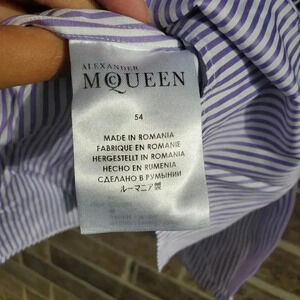 ALEXANDER
McQUEEN
54
MADE IN ROMANIA
FABRIQUE EN ROMANIE
HERGESTELLT IN ROMANIA
HECHO EN RUMENIA
СДЕЛАНО В РУМЫНИИ
ルーマニア製